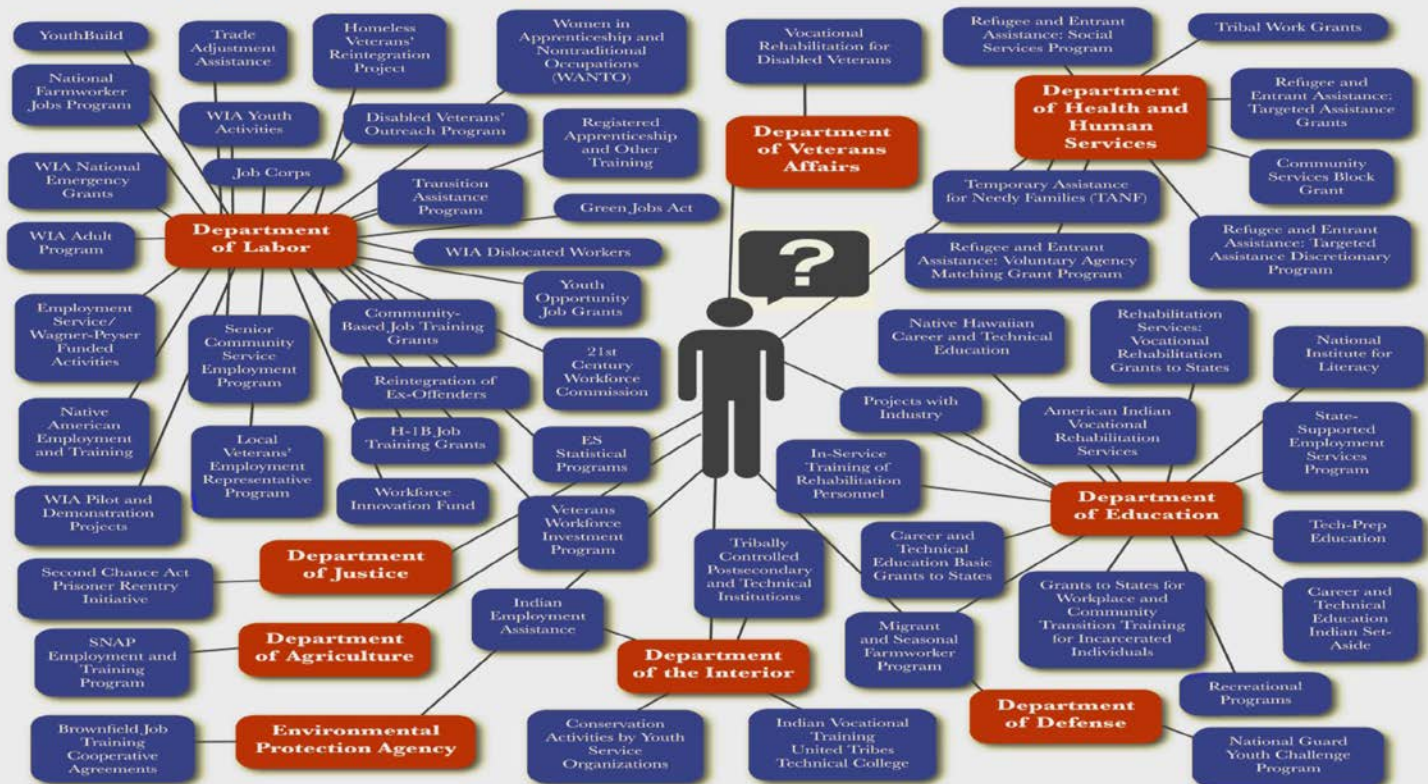 YouthBuild
Trade
Adjustment
Assistance
Homeless
Veterans'
Reintegration
Project
Women in
Apprenticeship and
Nontraditional
Occupations
(WANTO)
Vocational
Rehabilitation for
Disabled Veterans
Refugee and Entrant
Assistance: Social
Services Program
Tribal Work Grants
National
Farmworker
Jobs Program
WIA Youth
Activities
Disabled Veterans'
Outreach Program
Registered
Apprenticeship
and Other
Training
Department
of Veterans
Affairs
Department
of Health and
Human
Services
Refugee and
Entrant Assistance:
Targeted Assistance
Grants
WIA National
Emergency
Grants
Job Corps
Transition
Assistance
Program
Green Jobs Act
Temporary Assistance
for Needy Families (TANF)
Community
Services Block
Grant
WIA Adult
Program
Department
of Labor
WIA Dislocated Workers
?
Refugee and Entrant
Assistance: Voluntary Agency
Matching Grant Program
Refugee and Entrant
Assistance: Targeted
Assistance Discretionary
Program
Employment
Service/
Wagner-Peyser
Funded
Activities
Senior
Community
Service
Employment
Program
Community-
Based Job Training
Grants
Youth
Opportunity
Job Grants
Native Hawaiian
Career and Technical
Education
Rehabilitation
Services:
Vocational
Rehabilitation
Grants to States
National
Institute for
Literacy
21st
Century
Workforce
Commission
Reintegration of
Ex-Offenders
Projects with
Industry
American Indian
Vocational
Rehabilitation
Services
State-
Supported
Employment
Services
Program
Native
American
Employment
and Training
Local
Veterans'
Employment
Representative
Program
H-1B Job
Training Grants
ES
Statistical
Programs
In-Service
Training of
Rehabilitation
Personnel
Department
of Education
WIA Pilot and
Demonstration
Projects
Workforce
Innovation Fund
Veterans
Workforce
Investment
Program
Tribally
Controlled
Postsecondary
and Technical
Institutions
Career and
Technical
Education Basic
Grants to States
Tech-Prep
Education
Second Chance Act
Prisoner Reentry
Initiative
Department
of Justice
Indian
Employment
Assistance
Grants to States for
Workplace and
Community
Transition Training
for Incarcerated
Individuals
Career and
Technical
Education
Indian Set-
Aside
SNAP
Employment and
Training
Program
Department
of Agriculture
Department
of the Interior
Migrant
and Seasonal
Farmworker
Program
Recreational
Programs
Brownfield Job
Training
Cooperative
Agreements
Environmental
Protection Agency
Conservation
Activities by Youth
Service
Organizations
Indian Vocational
Training
United Tribes
Technical College
Department
of Defense
National Guard
Youth Challenge
Program